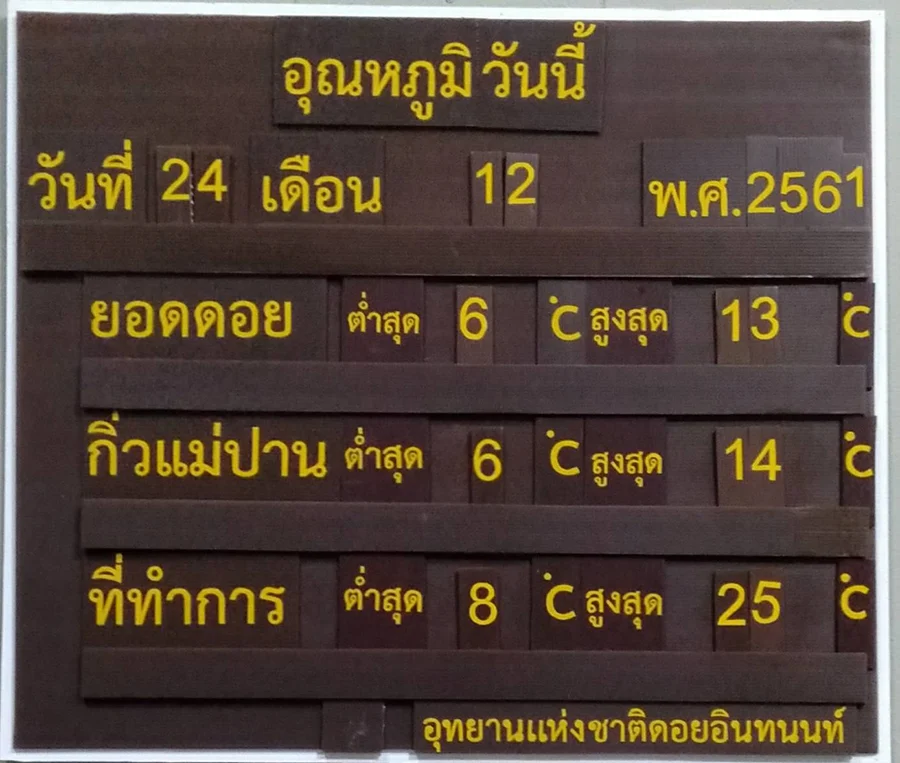 อุณหภูมิ วันนี้
วันที่ 24 เดือน 12 พ.ศ. 2561
ยอดดอย ต่ำสุด 6 °C สูงสุด 13 °C
กิ่วแม่ปาน ต่ำสุด 6 °C สูงสุด 14 °C
ที่ทำการ ต่ำสุด 8 °C สูงสุด 25 °C
อุทยานแห่งชาติดอยอินทนนท์